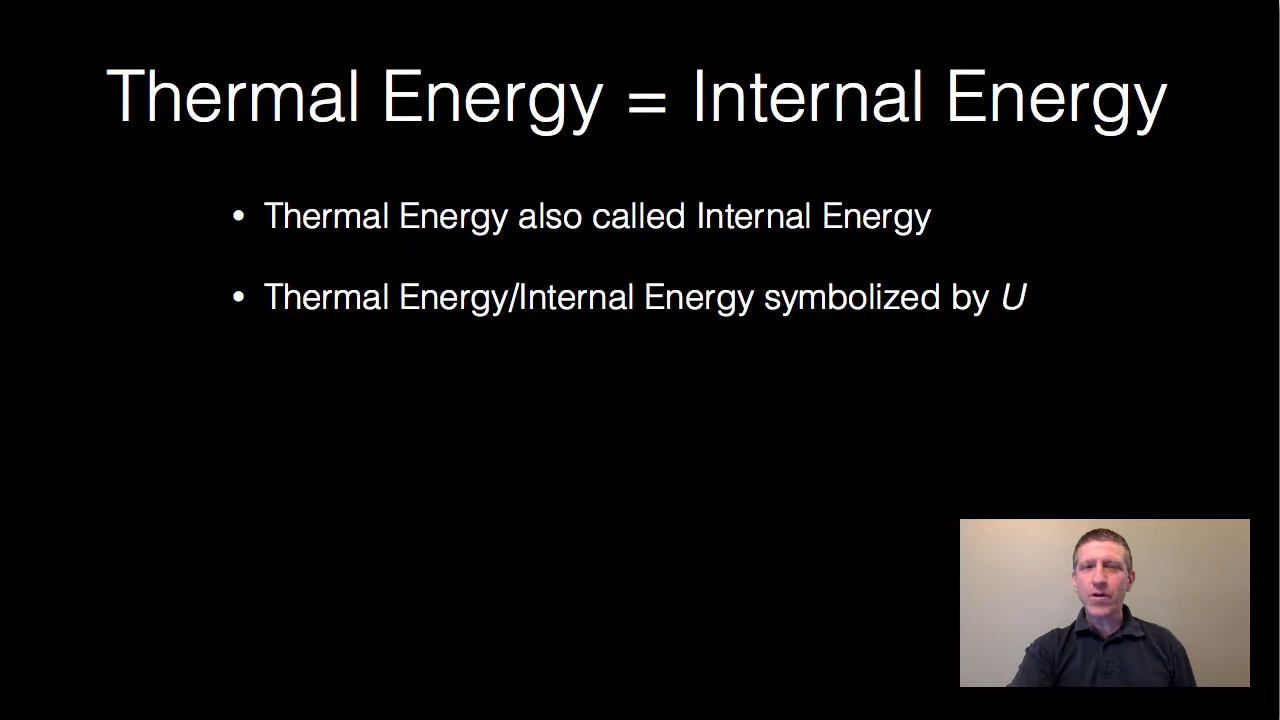 Thermal Energy = Internal Energy
• Thermal Energy also called Internal Energy
• Thermal Energy/Internal Energy symbolized by U